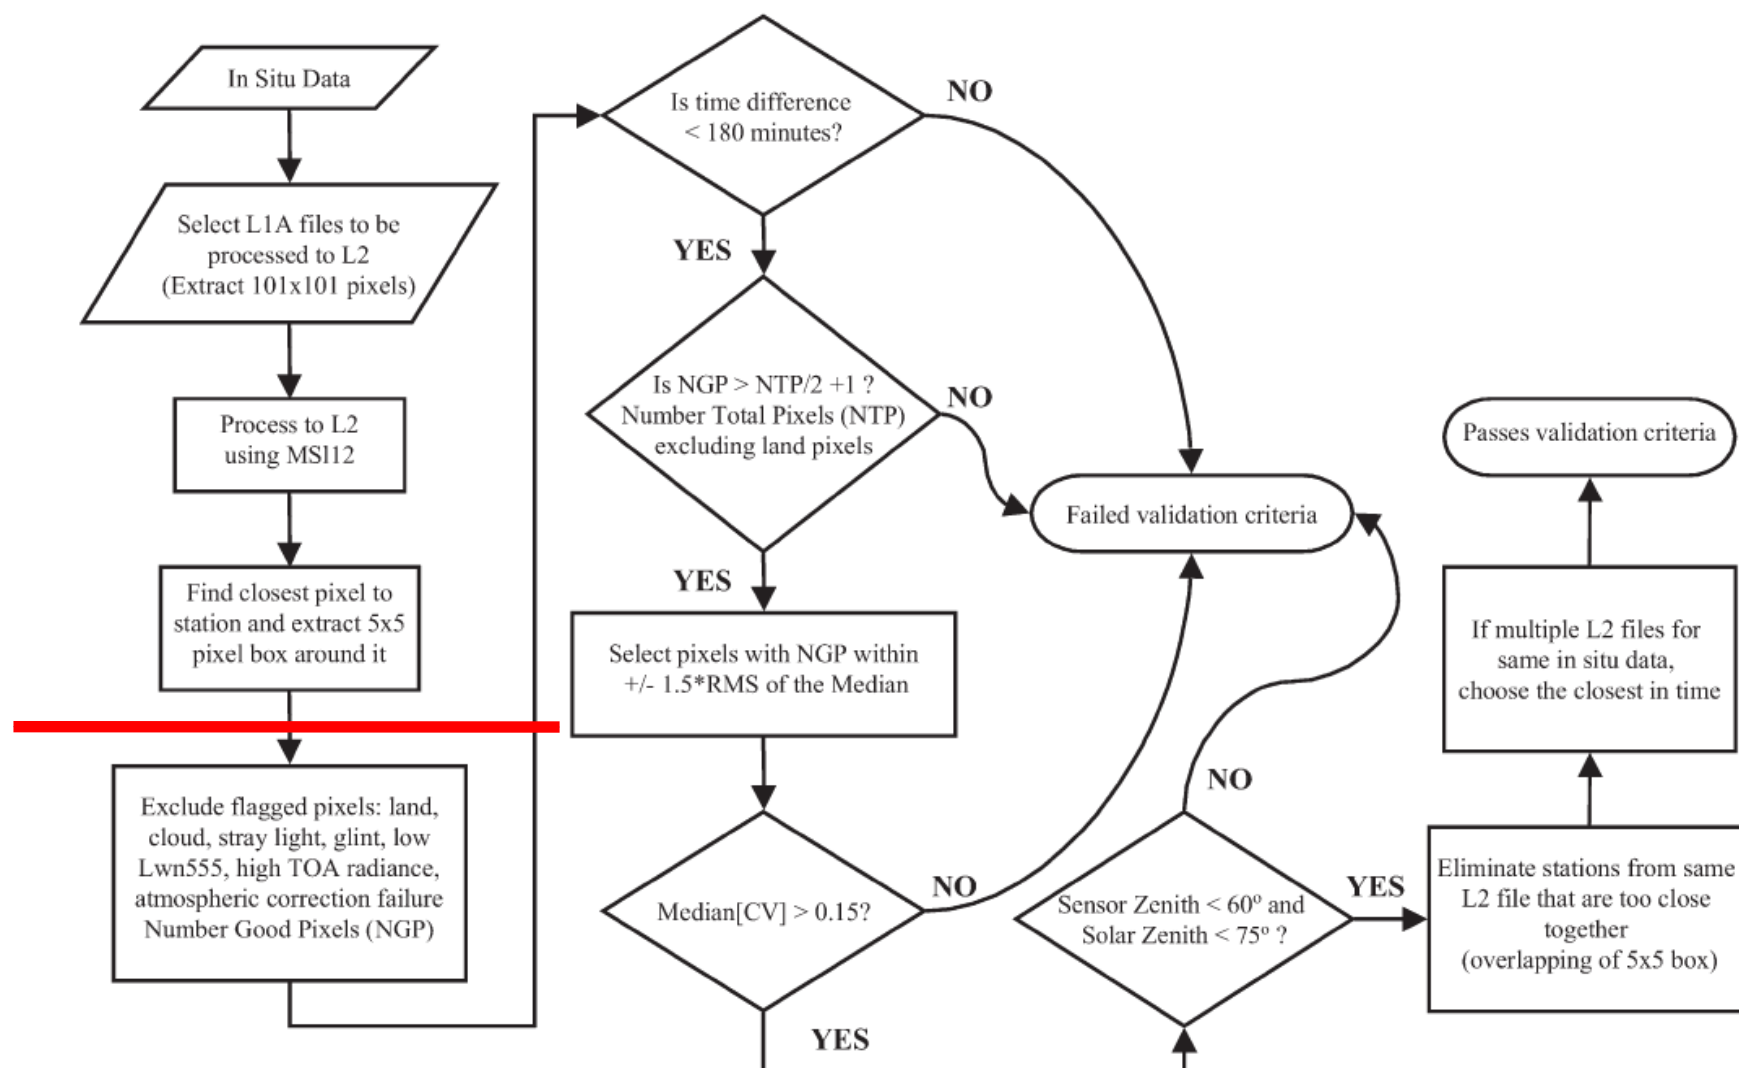 In Situ Data
Select L1A files to be
processed to L2
(Extract 101x101 pixels)
Process to L2
using MSl12
Find closest pixel to
station and extract 5x5
pixel box around it
Exclude flagged pixels: land,
cloud, stray light, glint, low
Lwn555, high TOA radiance,
atmospheric correction failure
Number Good Pixels (NGP)
Is time difference
< 180 minutes?
NO
YES
Is NGP > NTP/2 +1 ?
Number Total Pixels (NTP)
excluding land pixels
NO
YES
Select pixels with NGP within
+/- 1.5*RMS of the Median
Median[CV] > 0.15?
NO
YES
Failed validation criteria
Sensor Zenith < 60º and
Solar Zenith < 75º ?
NO
YES
Eliminate stations from same
L2 file that are too close
together
(overlapping of 5x5 box)
If multiple L2 files for
same in situ data,
choose the closest in time
Passes validation criteria